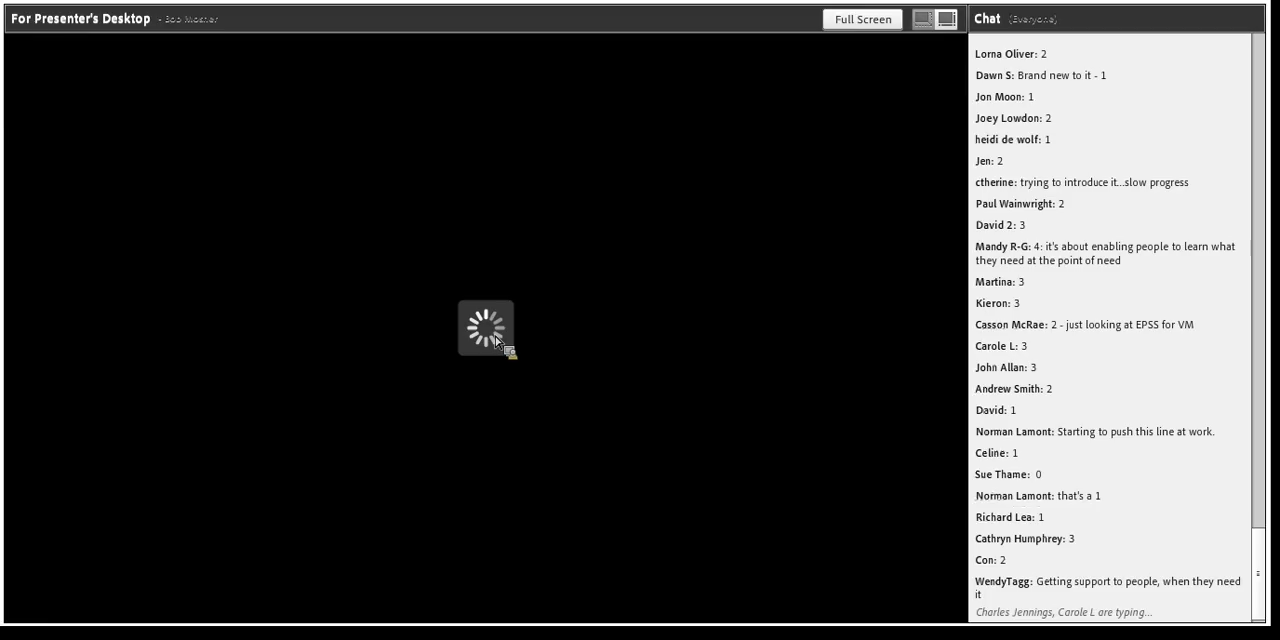 For Presenter's Desktop - Bob Mosher
Full Screen
Chat (Everyone)
Lorna Oliver: 2
Dawn S: Brand new to it - 1
Jon Moon: 1
Joey Lowdon: 2
heidi de wolf: 1
Jen: 2
ctherine: trying to introduce it...slow progress
Paul Wainwright: 2
David 2: 3
Mandy R-G: 4: it's about enabling people to learn what
they need at the point of need
Martina: 3
Kieron: 3
Casson McRae: 2 - just looking at EPSS for VM
Carole L: 3
John Allan: 3
Andrew Smith: 2
David: 1
Norman Lamont: Starting to push this line at work.
Celine: 1
Sue Thame: 0
Norman Lamont: that's a 1
Richard Lea: 1
Cathryn Humphrey: 3
Con: 2
WendyTagg: Getting support to people, when they need
it
Charles Jennings, Carole L are typing...